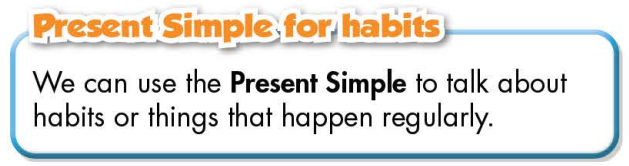 Present Simple for habits
We can use the Present Simple to talk about
habits or things that happen regularly.